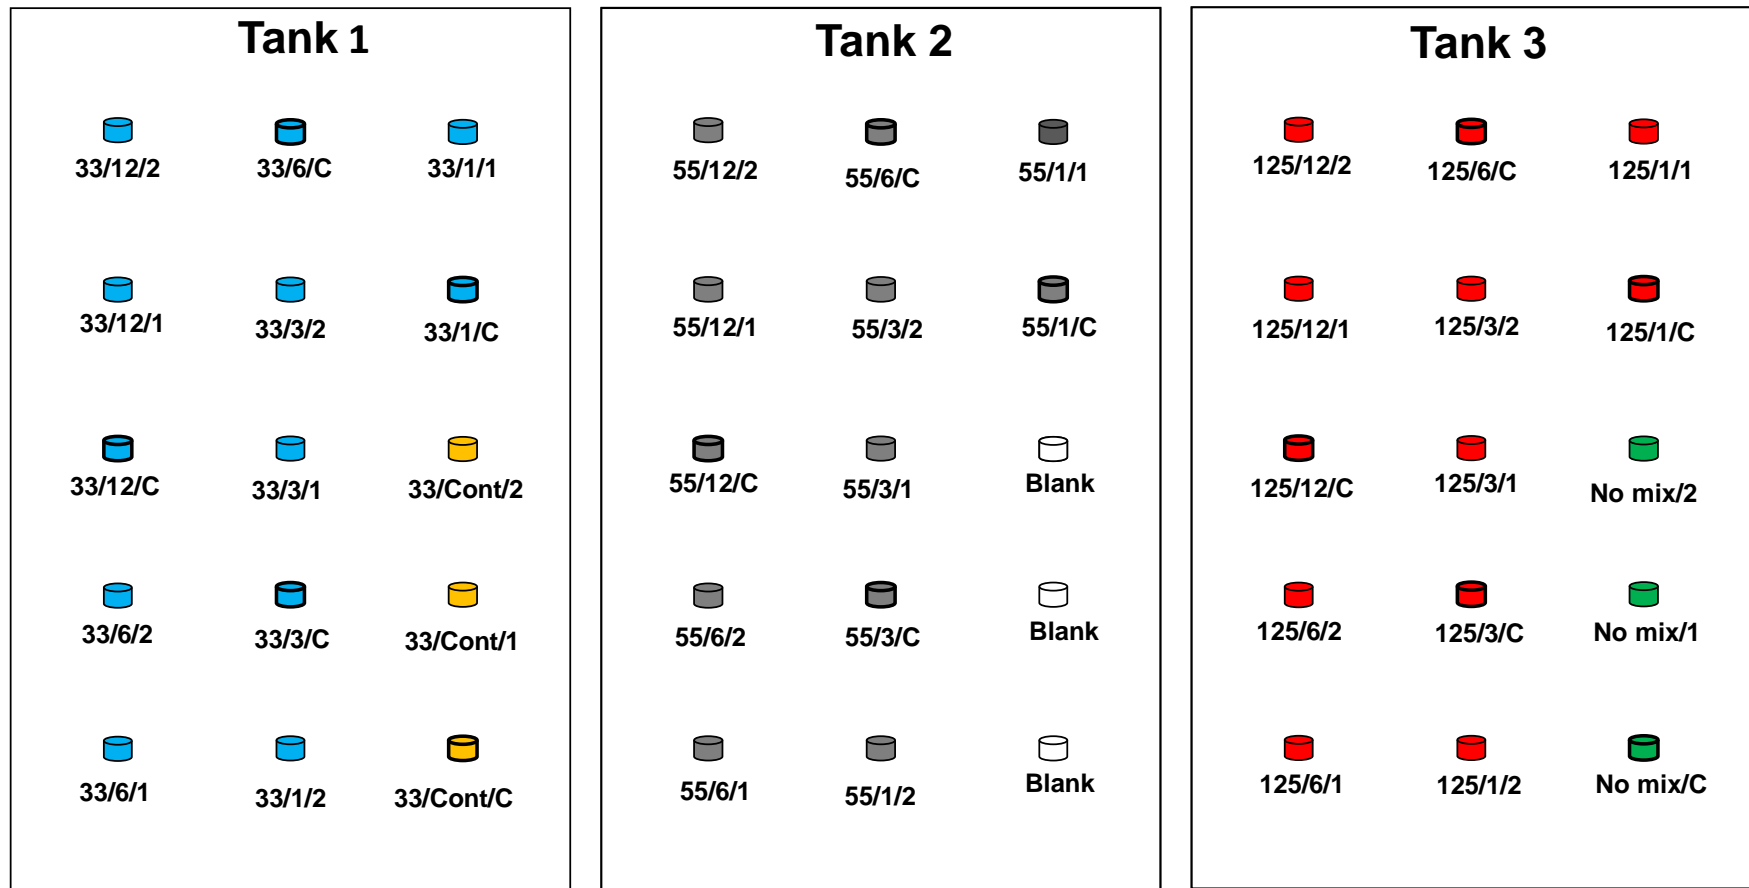 Tank 1
33/12/2
33/6/C
33/1/1
33/12/1
33/3/2
33/1/C
33/12/C
33/3/1
33/Cont/2
33/6/2
33/3/C
33/Cont/1
33/6/1
33/1/2
33/Cont/C
Tank 2
55/12/2
55/6/C
55/1/1
55/12/1
55/3/2
55/1/C
55/12/C
55/3/1
Blank
55/6/2
55/3/C
Blank
55/6/1
55/1/2
Blank
Tank 3
125/12/2
125/6/C
125/1/1
125/12/1
125/3/2
125/1/C
125/12/C
125/3/1
No mix/2
125/6/2
125/3/C
No mix/1
125/6/1
125/1/2
No mix/C